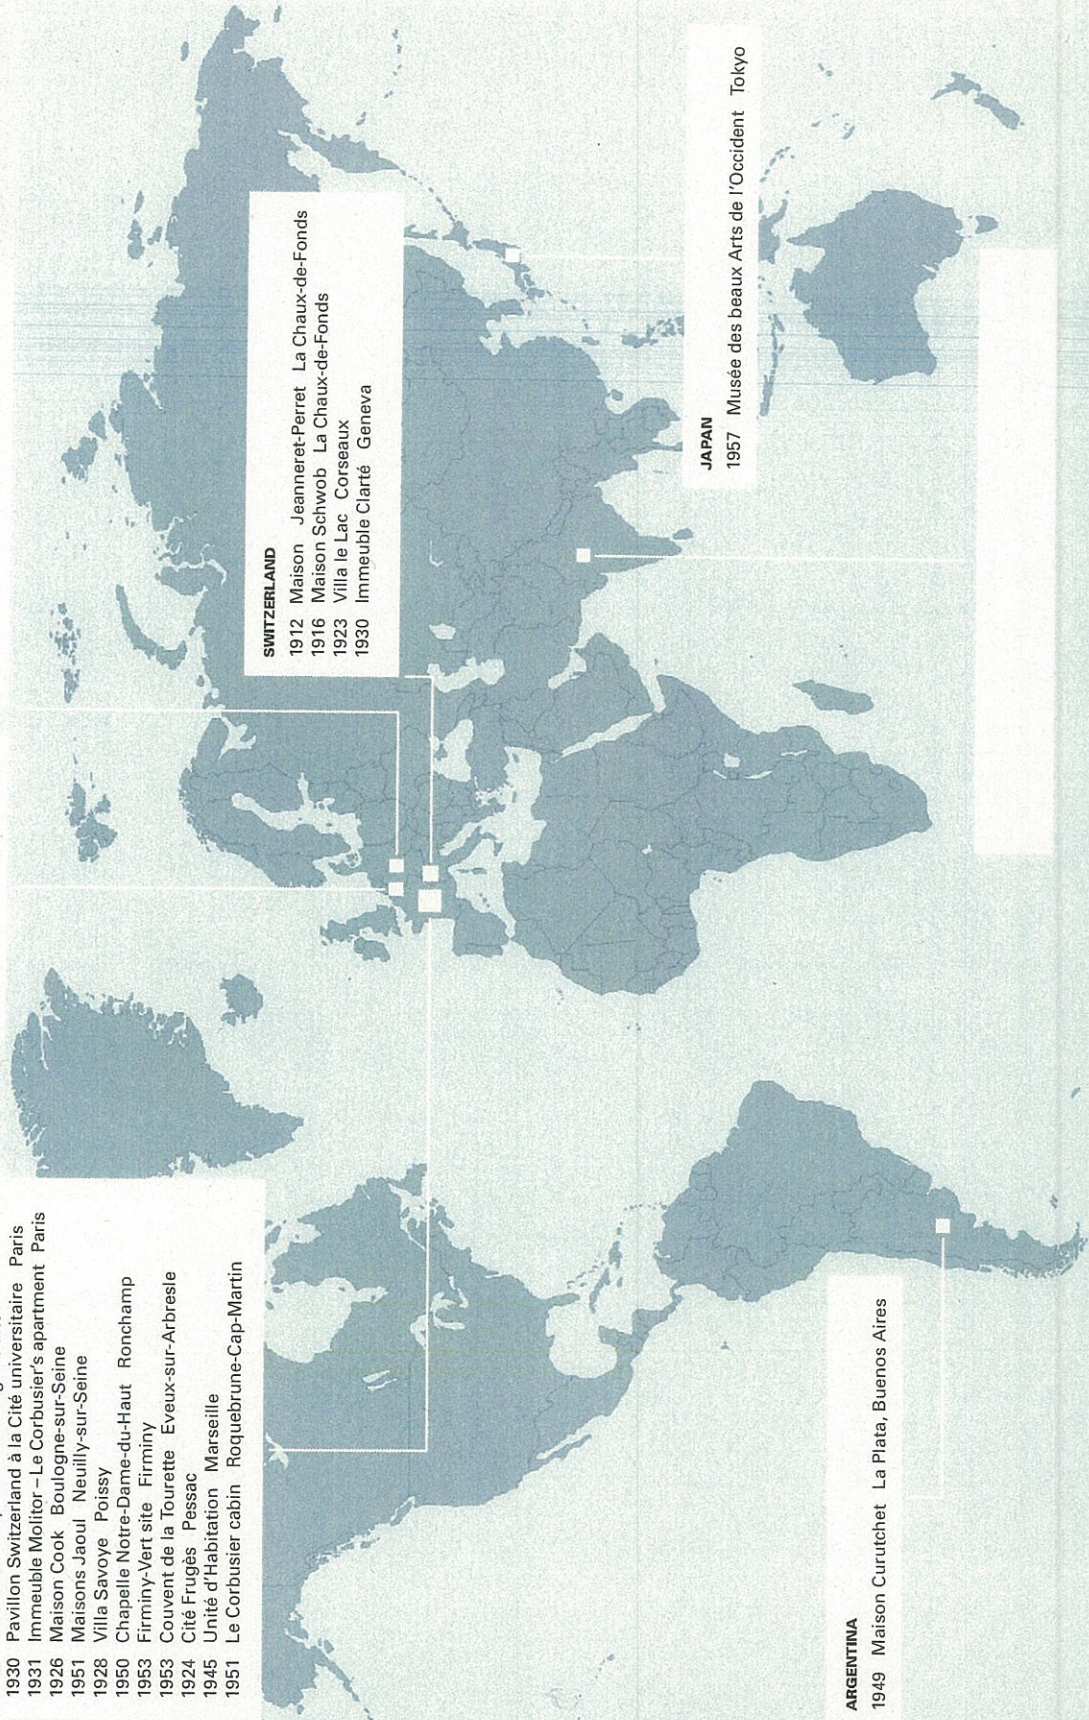 1930 Pavillon Switzerland à la Cité universitaire Paris
1931 Immeuble Molitor – Le Corbusier's apartment Paris
1926 Maison Cook Boulogne-sur-Seine
1951 Maisons Jaoul Neuilly-sur-Seine
1928 Villa Savoye Poissy
1950 Chapelle Notre-Dame-du-Haut Ronchamp
1953 Firminy-Vert site Firminy
1953 Couvent de la Tourette Eveux-sur-Arbresle
1924 Cité Frugès Pessac
1945 Unité d'Habitation Marseille
1951 Le Corbusier cabin Roquebrune-Cap-Martin
SWITZERLAND
1912 Maison Jeanneret-Perret La Chaux-de-Fonds
1916 Maison Schwob La Chaux-de-Fonds
1923 Villa le Lac Corseaux
1930 Immeuble Clarté Geneva
JAPAN
1957 Musée des beaux Arts de l'Occident Tokyo
ARGENTINA
1949 Maison Curutchet La Plata, Buenos Aires